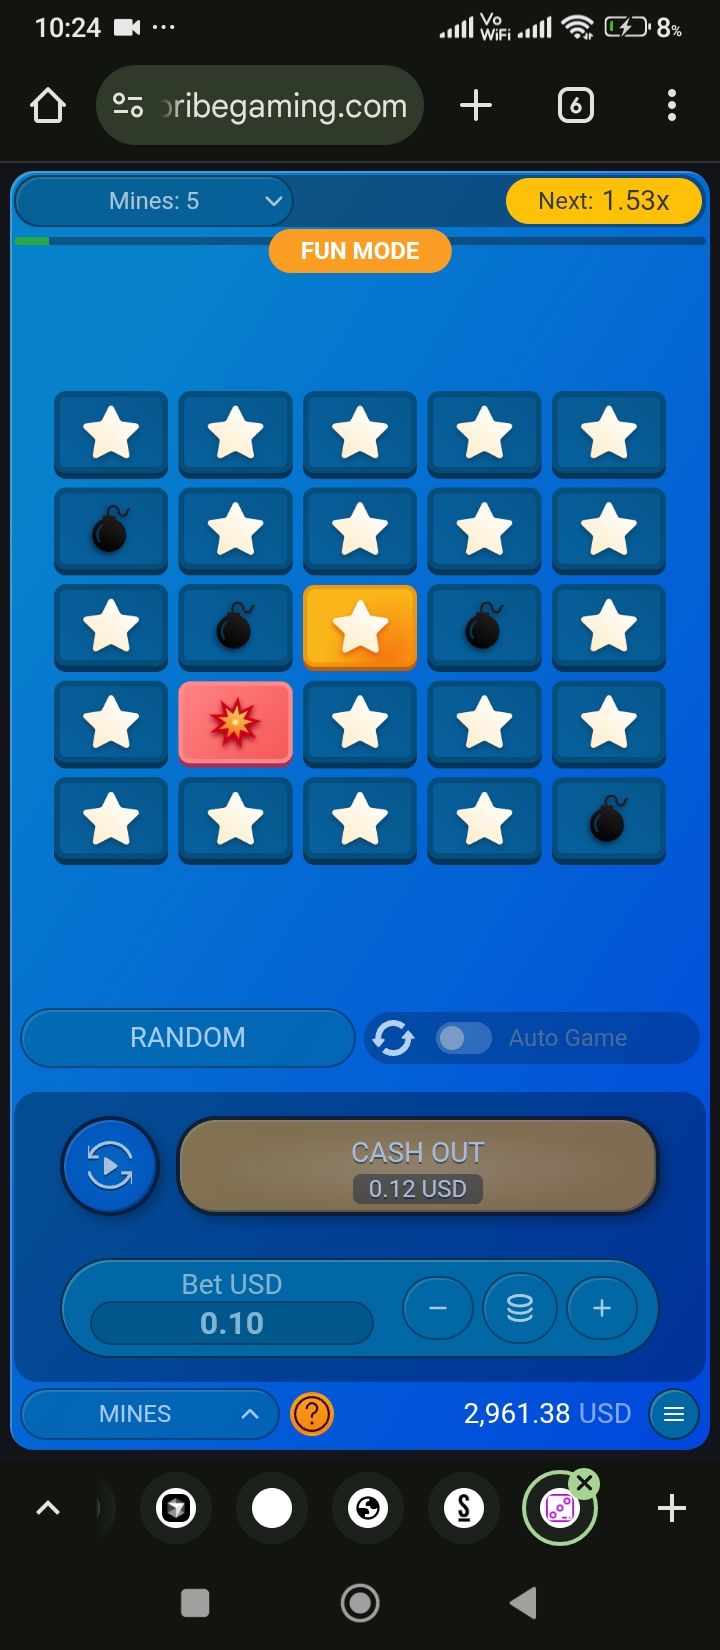 10:24
Vo
WiFi
8%
ribegaming.com
6
Mines: 5
Next: 1.53x
FUN MODE
RANDOM
Auto Game
CASH OUT
0.12 USD
Bet USD
0.10
MINES
?
2,961.38 USD